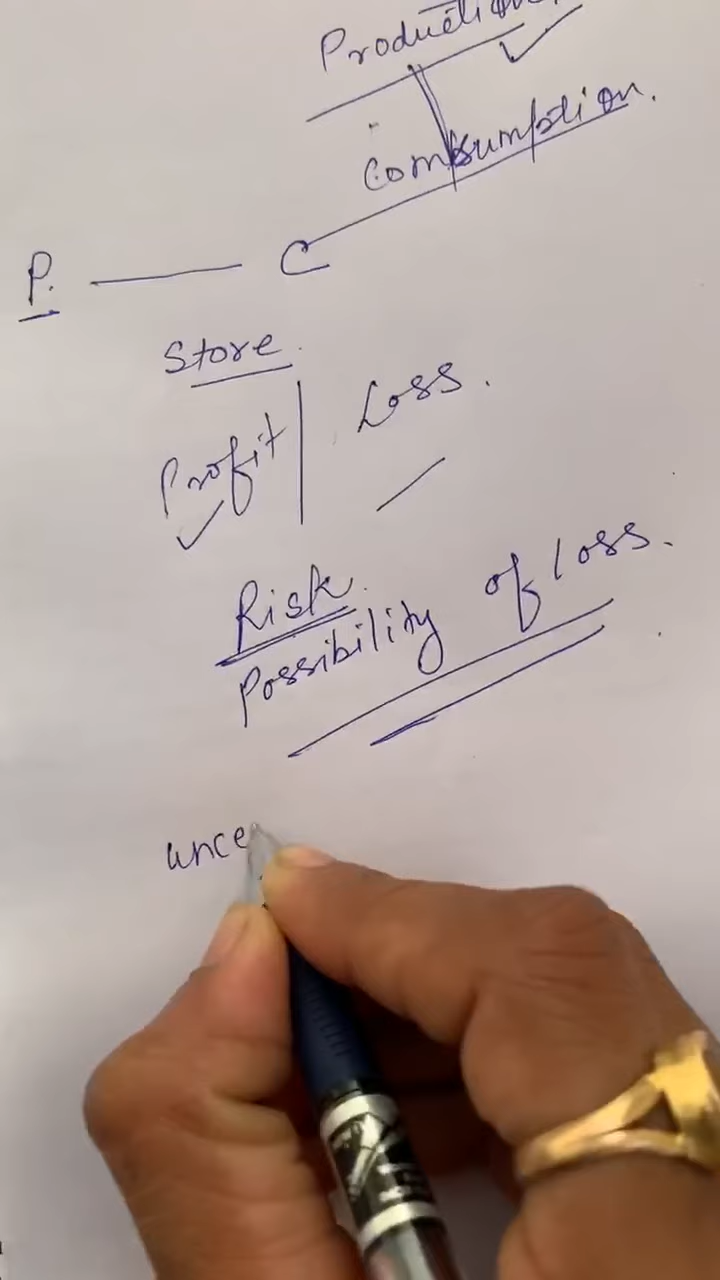 Production
Consumption.
P. — C
Store.
Profit | Loss.
Risk.
Possibility of loss.
unce